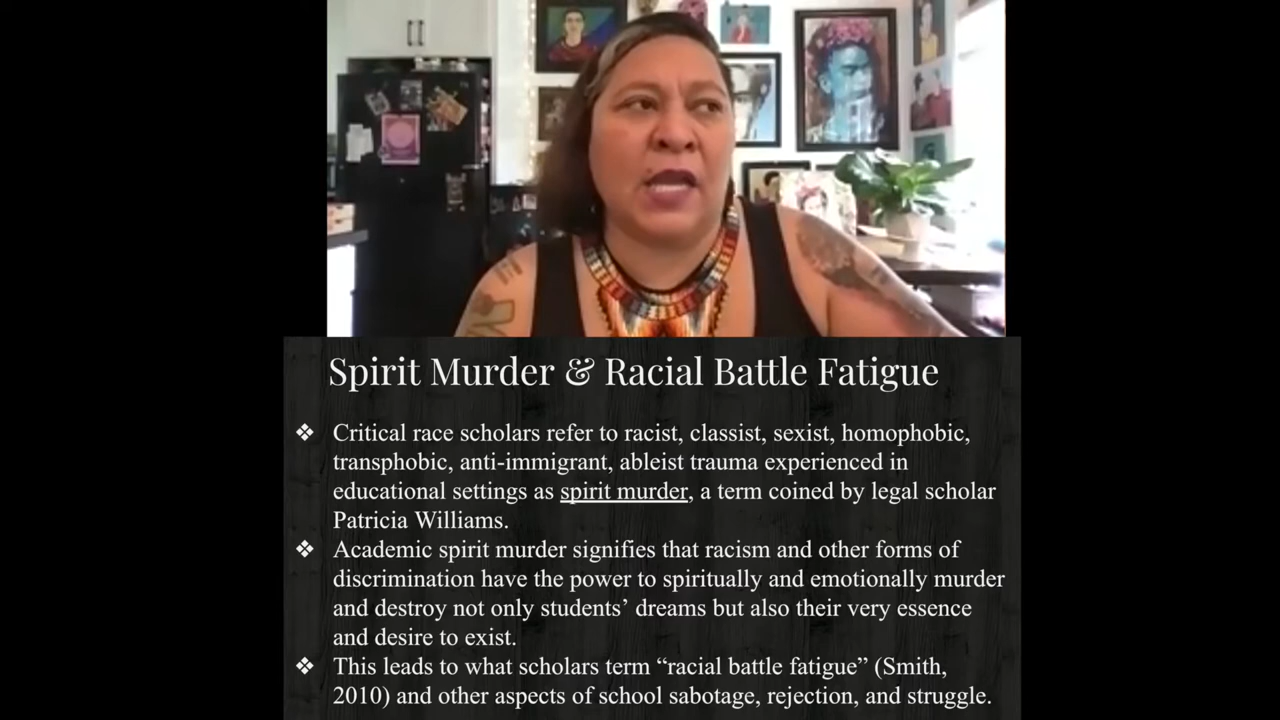 Spirit Murder & Racial Battle Fatigue
❖ Critical race scholars refer to racist, classist, sexist, homophobic,
transphobic, anti-immigrant, ableist trauma experienced in
educational settings as spirit murder, a term coined by legal scholar
Patricia Williams.
❖ Academic spirit murder signifies that racism and other forms of
discrimination have the power to spiritually and emotionally murder
and destroy not only students’ dreams but also their very essence
and desire to exist.
❖ This leads to what scholars term “racial battle fatigue” (Smith,
2010) and other aspects of school sabotage, rejection, and struggle.